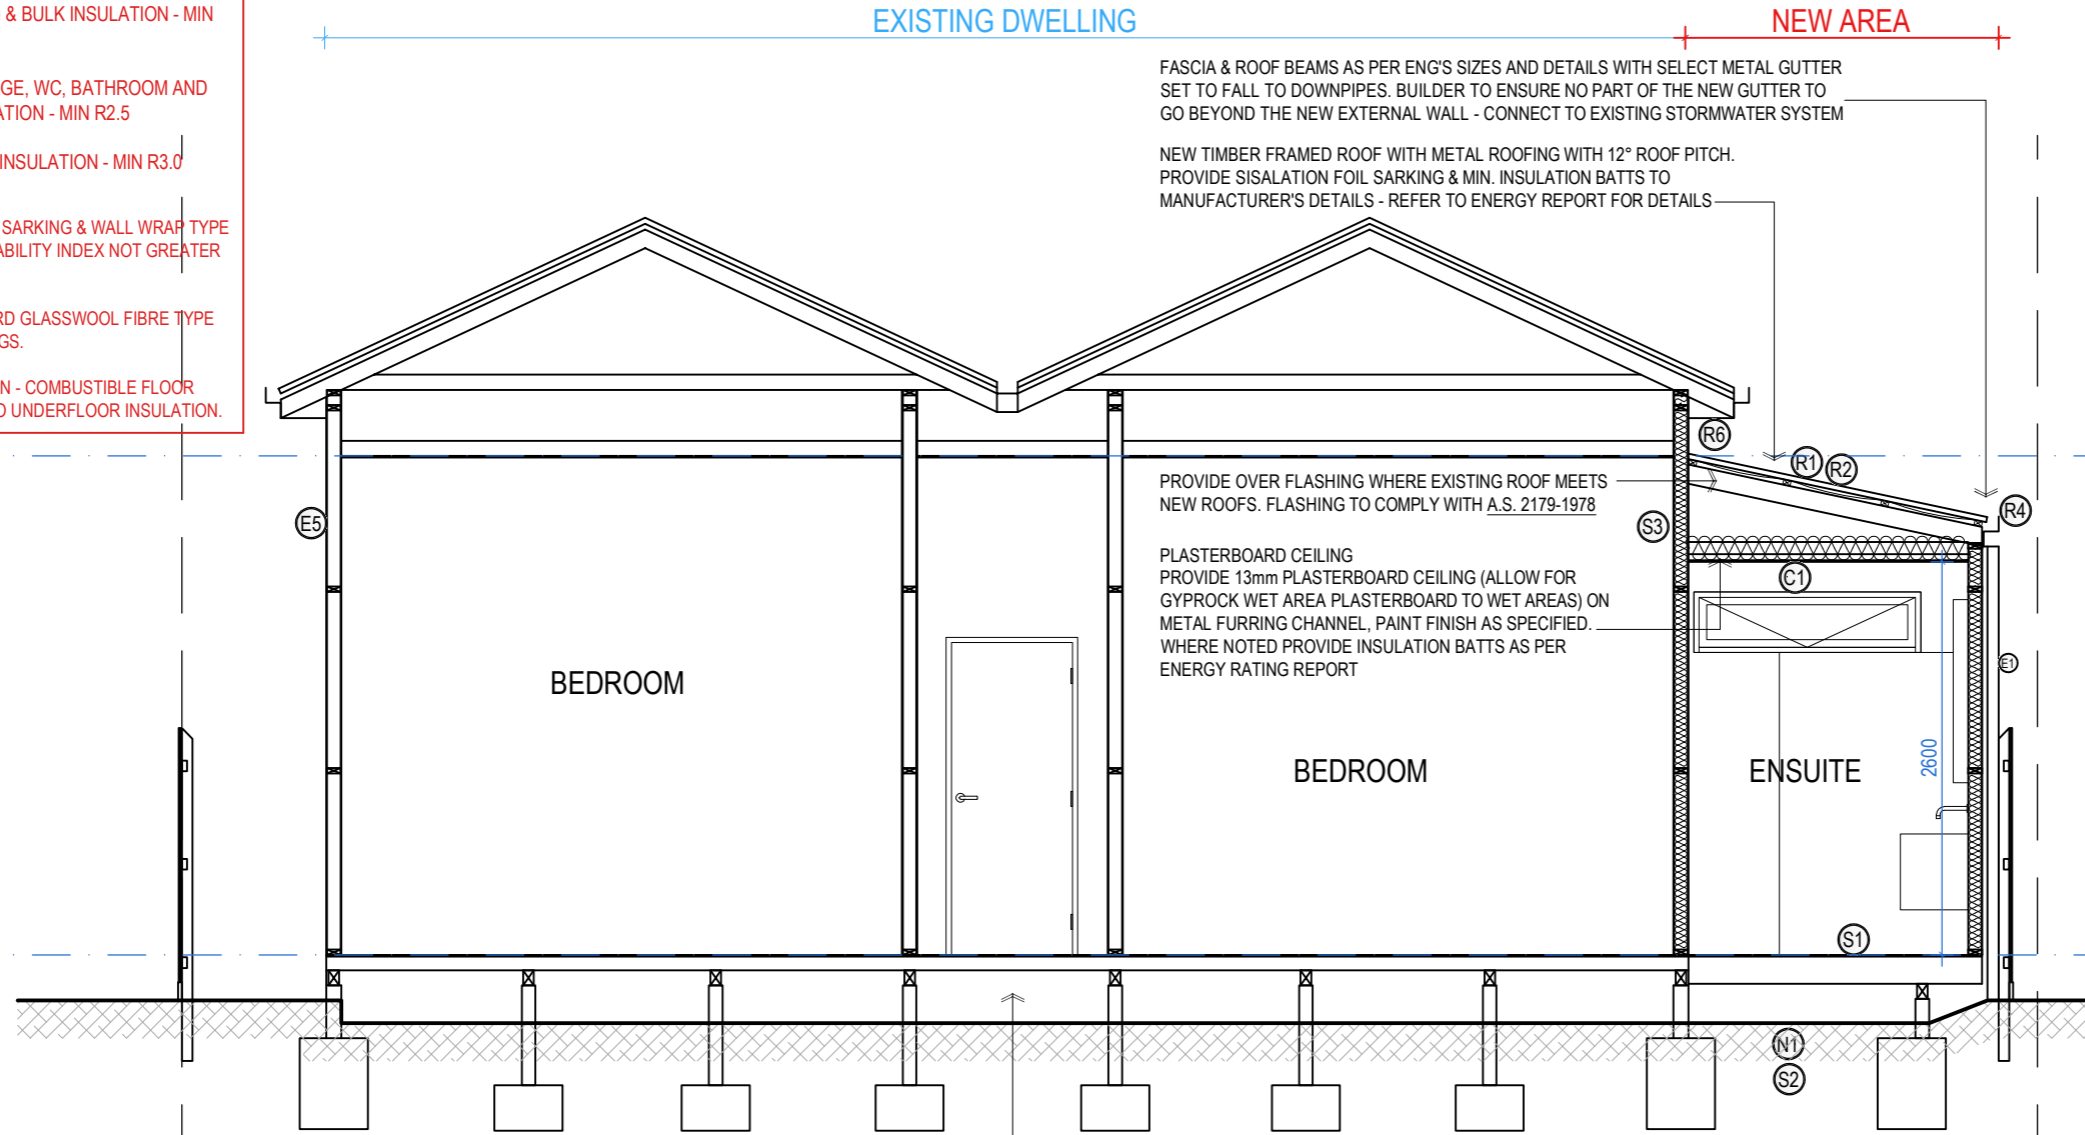 & BULK INSULATION - MIN
GE, WC, BATHROOM AND
ATION - MIN R2.5
INSULATION - MIN R3.0
SARKING & WALL WRAP TYPE
ABILITY INDEX NOT GREATER
RD GLASSWOOL FIBRE TYPE
GS.
N - COMBUSTIBLE FLOOR
D UNDERFLOOR INSULATION.
EXISTING DWELLING
NEW AREA
FASCIA & ROOF BEAMS AS PER ENG'S SIZES AND DETAILS WITH SELECT METAL GUTTER
SET TO FALL TO DOWNPIPES. BUILDER TO ENSURE NO PART OF THE NEW GUTTER TO
GO BEYOND THE NEW EXTERNAL WALL - CONNECT TO EXISTING STORMWATER SYSTEM
NEW TIMBER FRAMED ROOF WITH METAL ROOFING WITH 12° ROOF PITCH.
PROVIDE SISALATION FOIL SARKING & MIN. INSULATION BATTS TO
MANUFACTURER'S DETAILS - REFER TO ENERGY REPORT FOR DETAILS
R6
R1
R2
PROVIDE OVER FLASHING WHERE EXISTING ROOF MEETS
NEW ROOFS. FLASHING TO COMPLY WITH A.S. 2179-1978
E5
S3
R4
PLASTERBOARD CEILING
PROVIDE 13mm PLASTERBOARD CEILING (ALLOW FOR
GYPROCK WET AREA PLASTERBOARD TO WET AREAS) ON
METAL FURRING CHANNEL, PAINT FINISH AS SPECIFIED.
WHERE NOTED PROVIDE INSULATION BATTS AS PER
ENERGY RATING REPORT
C1
E1
BEDROOM
BEDROOM
ENSUITE
2600
S1
N1
S2